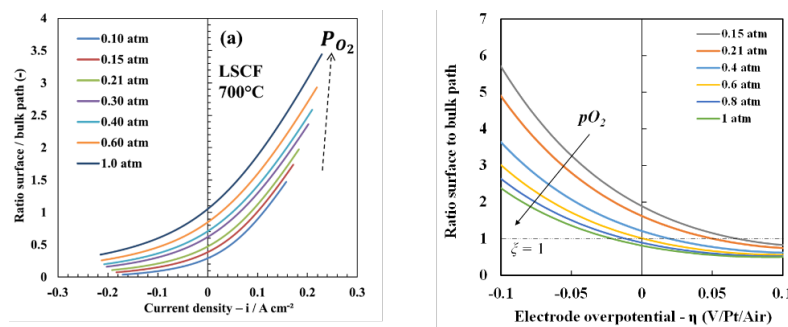 4
3.5
3
2.5
2
1.5
1
0.5
0
-0.3
-0.2
-0.1
0
0.1
0.2
0.3
Ratio surface / bulk path (-)
Current density – i / A cm⁻²
0.10 atm
0.15 atm
0.21 atm
0.30 atm
0.40 atm
0.60 atm
1.0 atm
(a)
LSCF
700°C
P_{O_2}
7
6
5
4
3
2
1
0
-0.1
-0.05
0
0.05
0.1
Ratio surface to bulk path
Electrode overpotential - η (V/Pt/Air)
0.15 atm
0.21 atm
0.4 atm
0.6 atm
0.8 atm
1 atm
pO₂
ξ = 1